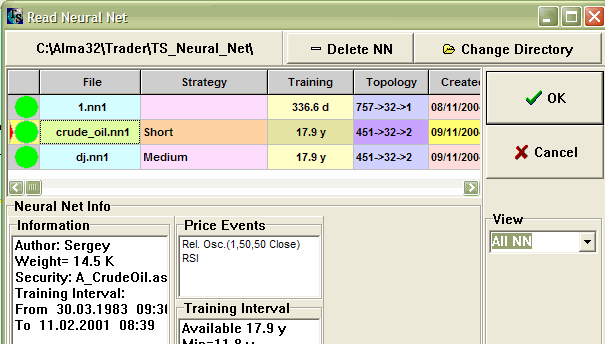 Read Neural Net
C:\Alma32\Trader\TS_Neural_Net\
Delete NN
Change Directory
File Strategy Training Topology Create
1.nn1 336.6 d 757->32->1 08/11/200
crude_oil.nn1 Short 17.9 y 451->32->2 09/11/200
dj.nn1 Medium 17.9 y 451->32->2 09/11/200
OK
Cancel
Neural Net Info
Information
Author: Sergey
Weight= 14.5 K
Security: A_CrudeOil.as
Training Interval:
From 30.03.1983 09:30
To 11.02.2001 08:39
Price Events
Rel. Osc.(1,50,50 Close)
RSI
Training Interval
Available 17.9 y
Min=11.8 y
View
All NN